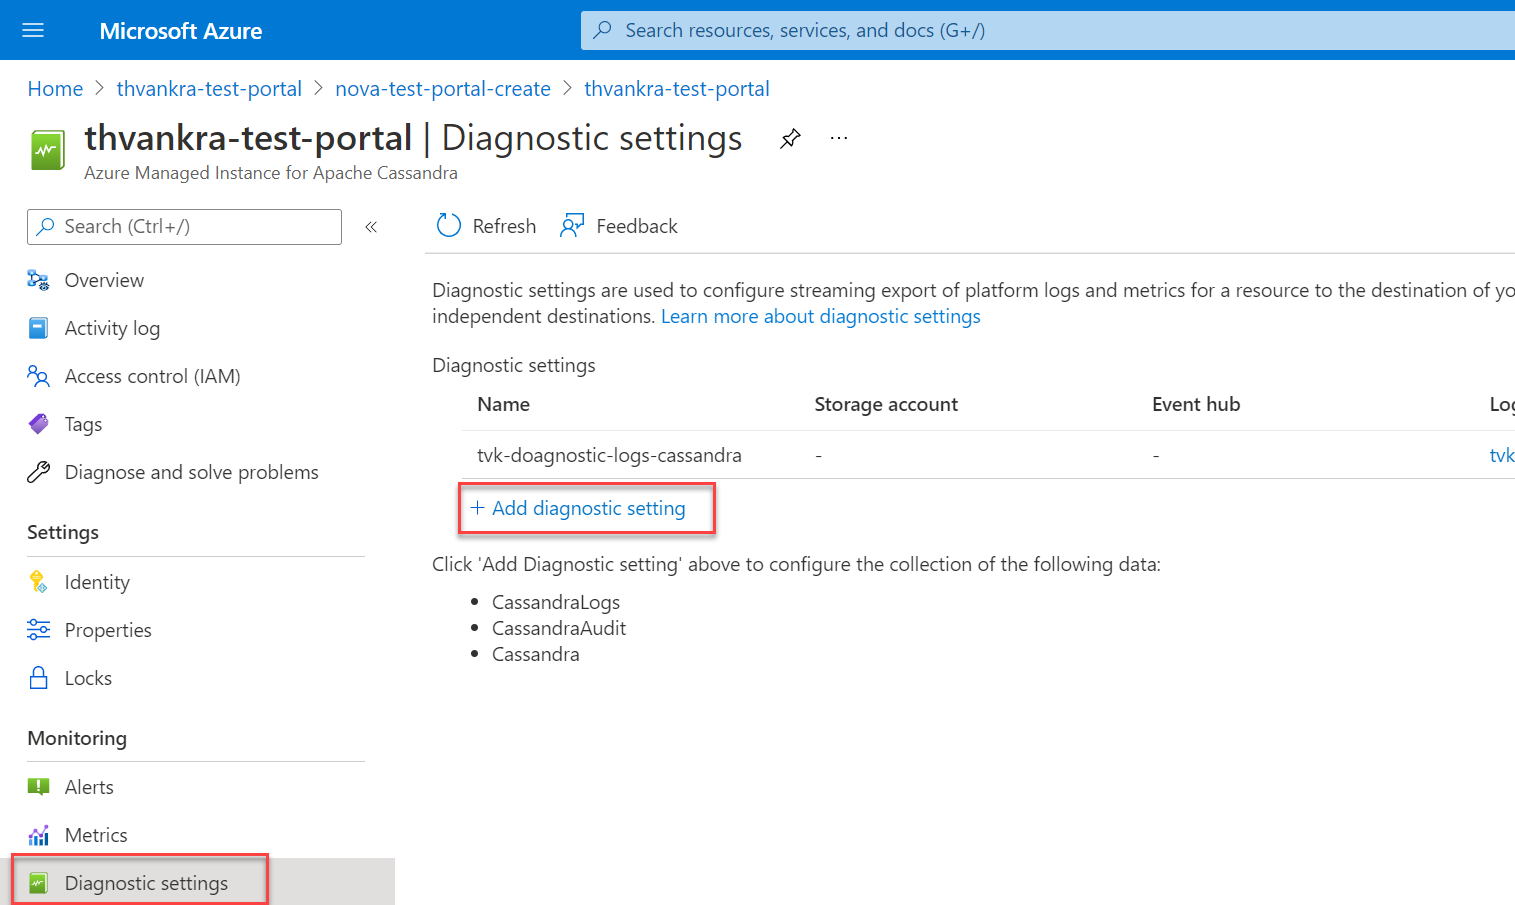 Microsoft Azure
Search resources, services, and docs (G+/)
Home > thvankra-test-portal > nova-test-portal-create > thvankra-test-portal
thvankra-test-portal | Diagnostic settings
Azure Managed Instance for Apache Cassandra
Search (Ctrl+/)
«
Refresh
Feedback
Overview
Activity log
Access control (IAM)
Tags
Diagnose and solve problems
Settings
Identity
Properties
Locks
Monitoring
Alerts
Metrics
Diagnostic settings
Diagnostic settings are used to configure streaming export of platform logs and metrics for a resource to the destination of yo
independent destinations. Learn more about diagnostic settings
Diagnostic settings
Name Storage account Event hub Log
tvk-doagnostic-logs-cassandra - - tvk
+ Add diagnostic setting
Click 'Add Diagnostic setting' above to configure the collection of the following data:
• CassandraLogs
• CassandraAudit
• Cassandra